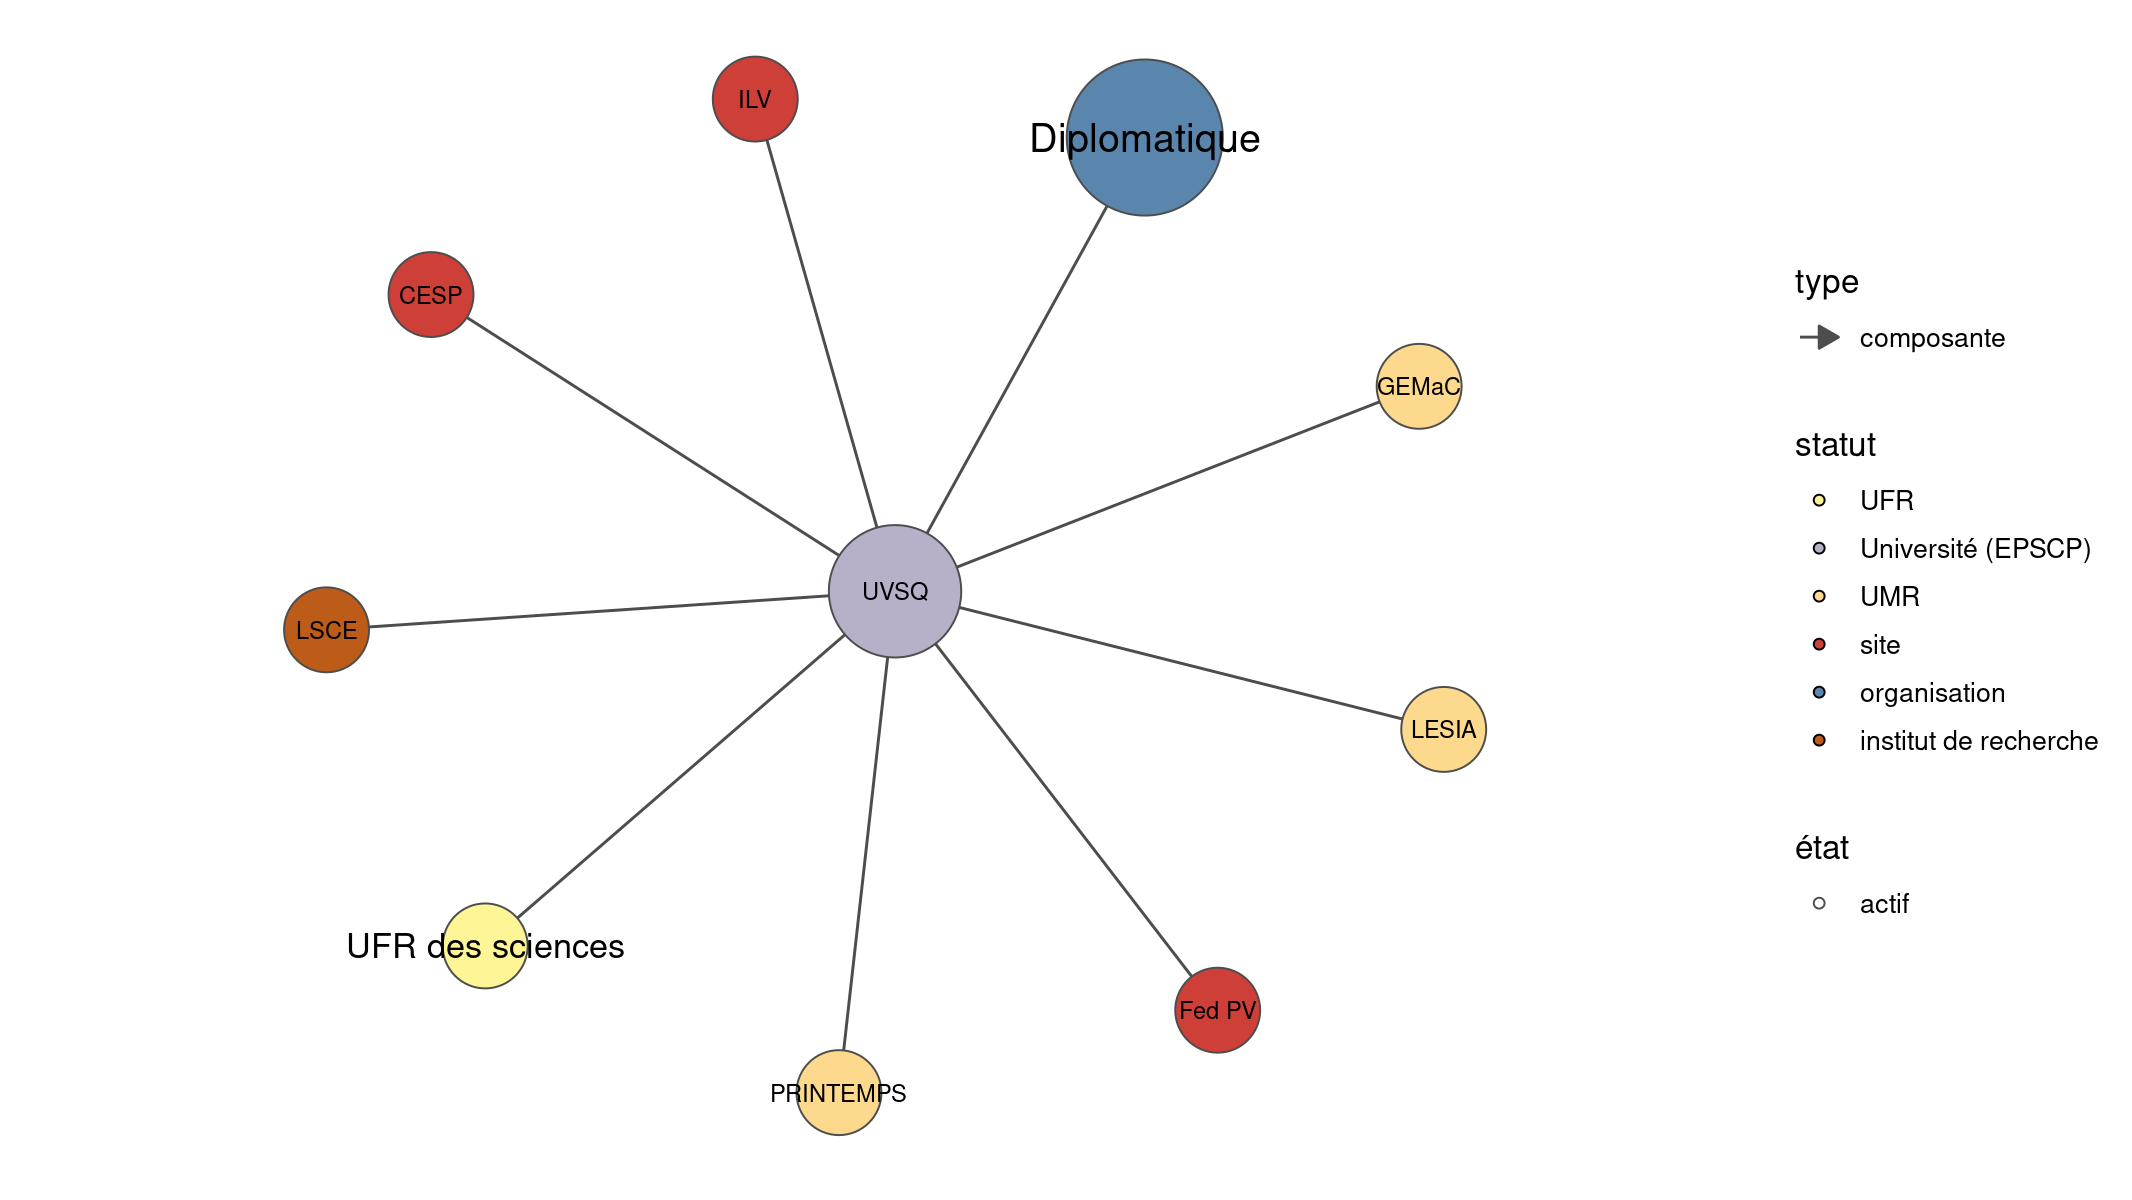 ILV
Diplomatique
CESP
GEMaC
UVSQ
LSCE
LESIA
UFR des sciences
Fed PV
PRINTEMPS
type
composante
statut
UFR
Université (EPSCP)
UMR
site
organisation
institut de recherche
état
actif